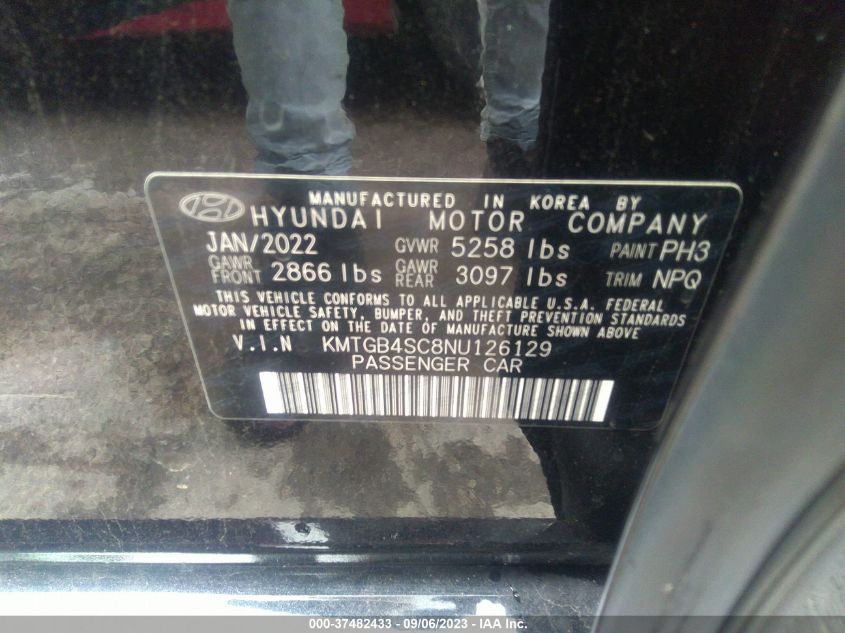 MANUFACTURED IN KOREA BY
HYUNDAI MOTOR COMPANY
JAN/2022 GVWR 5258 lbs PAINT PH3
GAWR FRONT 2866 lbs GAWR REAR 3097 lbs TRIM NPQ
THIS VEHICLE CONFORMS TO ALL APPLICABLE U.S.A. FEDERAL
MOTOR VEHICLE SAFETY, BUMPER, AND THEFT PREVENTION STANDARDS
IN EFFECT ON THE DATE OF MANUFACTURE SHOWN ABOVE
V.I.N KMTGB4SC8NU126129
PASSENGER CAR
000-37482433 - 09/06/2023 - IAA Inc.